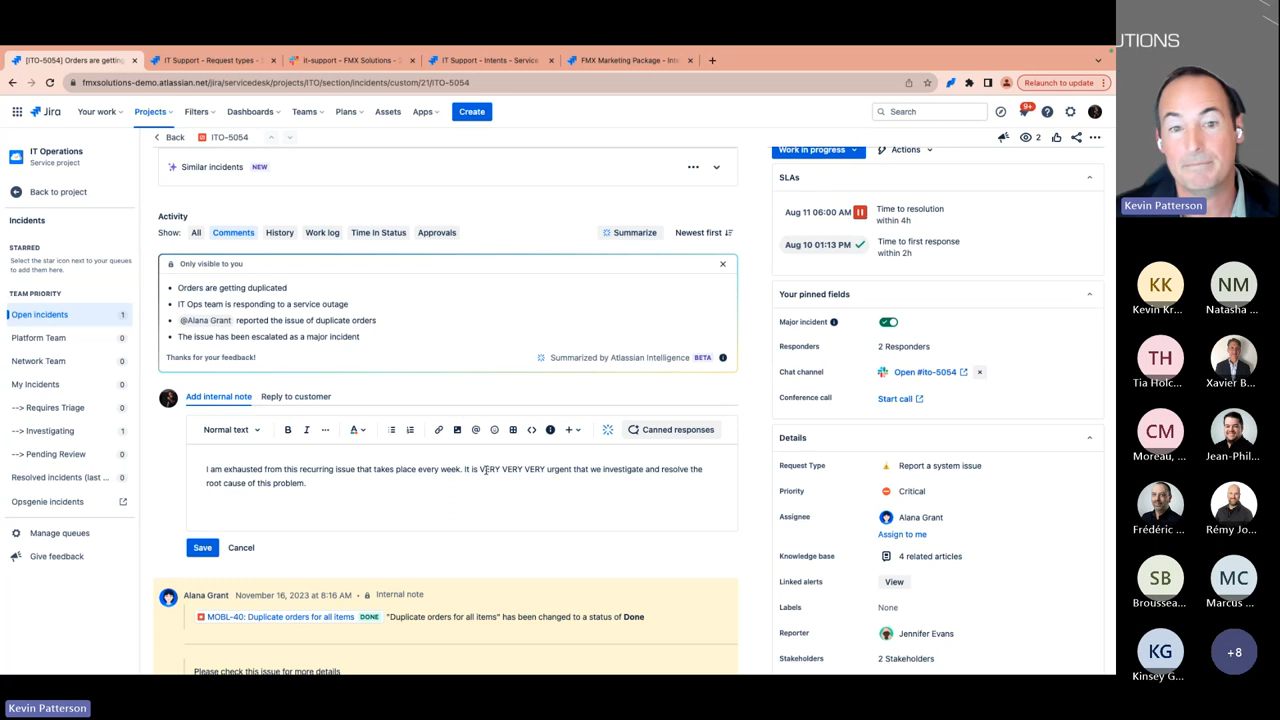 [ITO-5054] Orders are getting
IT Support - Request types - S
it-support - FMX Solutions - 2
IT Support - Intents - Service
FMX Marketing Package - Inte
fmxsolutions-demo.atlassian.net/jira/servicedesk/projects/ITO/section/incidents/custom/21/ITO-5054
Relaunch to update
Jira
Your work
Projects
Filters
Dashboards
Teams
Plans
Assets
Apps
Create
Search
9+
IT Operations
Service project
Back to project
Incidents
STARRED
Select the star icon next to your queues
to add them here.
TEAM PRIORITY
Open incidents 1
Platform Team 0
Network Team 0
My Incidents 0
--> Requires Triage 0
--> Investigating 1
--> Pending Review 0
Resolved incidents (last ... 0
Opsgenie incidents
Manage queues
Give feedback
Back
ITO-5054
2
Similar incidents NEW
Activity
Show: All Comments History Work log Time In Status Approvals
Summarize
Newest first
Only visible to you
• Orders are getting duplicated
• IT Ops team is responding to a service outage
• @Alana Grant reported the issue of duplicate orders
• The issue has been escalated as a major incident
Thanks for your feedback!
Summarized by Atlassian Intelligence BETA
Add internal note Reply to customer
Normal text
B I ... A
Canned responses
I am exhausted from this recurring issue that takes place every week. It is VERY VERY VERY urgent that we investigate and resolve the
root cause of this problem.
Save Cancel
Alana Grant November 16, 2023 at 8:16 AM • Internal note
MOBL-40: Duplicate orders for all items DONE "Duplicate orders for all items" has been changed to a status of Done
Please check this issue for more details
Work in progress
Actions
SLAs
Aug 11 06:00 AM Time to resolution
within 4h
Aug 10 01:13 PM Time to first response
within 2h
Your pinned fields
Major incident
Responders 2 Responders
Chat channel Open #ito-5054
Conference call Start call
Details
Request Type Report a system issue
Priority Critical
Assignee Alana Grant
Assign to me
Knowledge base 4 related articles
Linked alerts View
Labels None
Reporter Jennifer Evans
Stakeholders 2 Stakeholders
UTIONS
Kevin Patterson
KK
Kevin Kr...
NM
Natasha ...
TH
Tia Holc...
Xavier B...
CM
Marcus ...
Jean-Phil...
Frédéric ...
Rémy Jo...
SB
Broussea...
MC
Marcus ...
KG
Kinsey G...
+8
Kevin Patterson